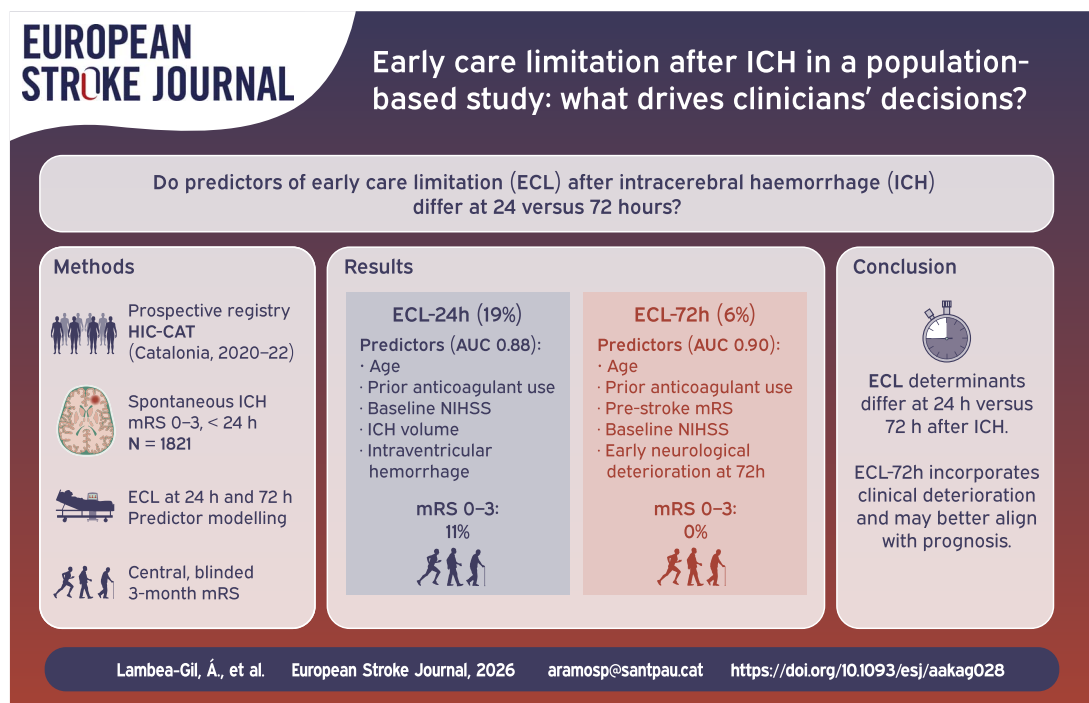 EUROPEAN
STROKE JOURNAL
Early care limitation after ICH in a population-
based study: what drives clinicians’ decisions?
Do predictors of early care limitation (ECL) after intracerebral haemorrhage (ICH)
differ at 24 versus 72 hours?
Methods
Prospective registry
HIC-CAT
(Catalonia, 2020–22)
Spontaneous ICH
mRS 0–3, < 24 h
N = 1821
ECL at 24 h and 72 h
Predictor modelling
Central, blinded
3-month mRS
Results
ECL-24h (19%)
Predictors (AUC 0.88):
· Age
· Prior anticoagulant use
· Baseline NIHSS
· ICH volume
· Intraventricular
hemorrhage
mRS 0–3:
11%
ECL-72h (6%)
Predictors (AUC 0.90):
· Age
· Prior anticoagulant use
· Pre-stroke mRS
· Baseline NIHSS
· Early neurological
deterioration at 72h
mRS 0–3:
0%
Conclusion
ECL determinants
differ at 24 h versus
72 h after ICH.
ECL-72h incorporates
clinical deterioration
and may better align
with prognosis.
Lambea-Gil, Á., et al. European Stroke Journal, 2026 aramosp@santpau.cat https://doi.org/10.1093/esj/aakag028